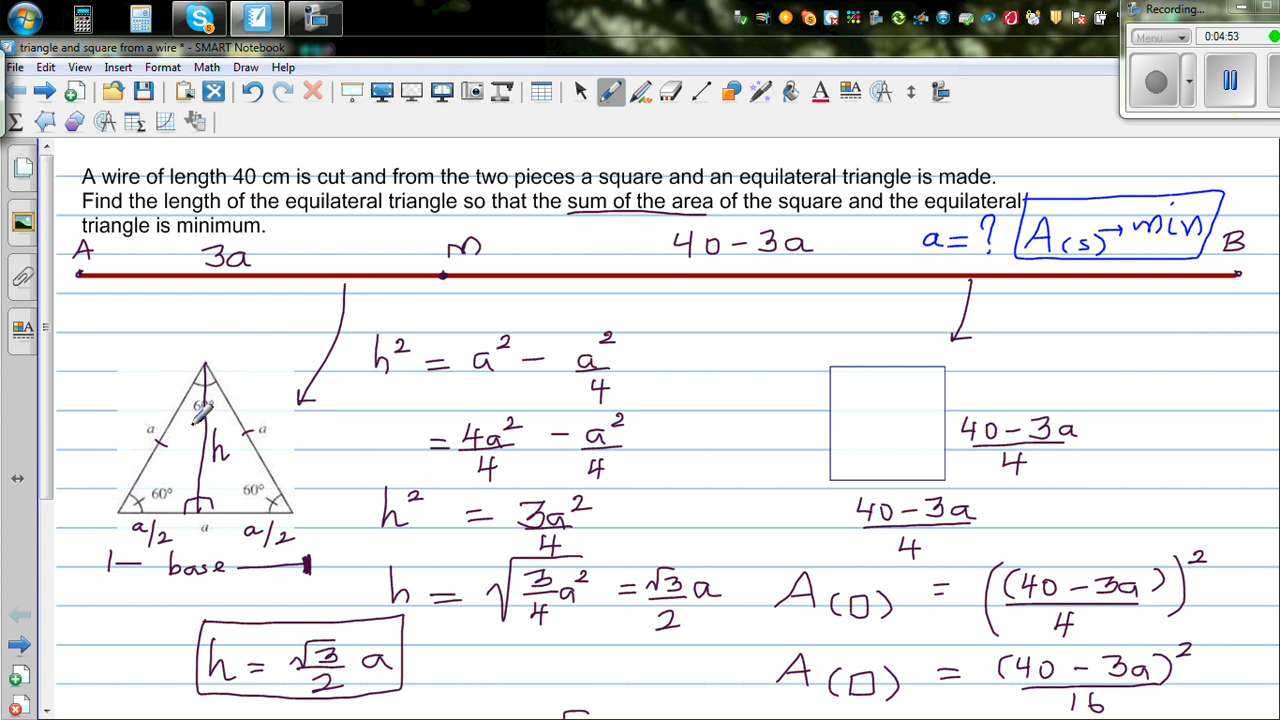 Recording...
Menu
00:04:53
triangle and square from a wire * - SMART Notebook
File Edit View Insert Format Math Draw Help
A wire of length 40 cm is cut and from the two pieces a square and an equilateral triangle is made.
Find the length of the equilateral triangle so that the sum of the area of the square and the equilateral
triangle is minimum.
a = ? A(s) → min
A 3a m 40 - 3a B
h² = a² - a²/4
= 4a²/4 - a²/4
h² = 3a²/4
h = √(3/4 a²) = √3/2 a
h = √3/2 a
60°
a a
h
60° 60°
a/2 a a/2
base
40 - 3a/4
40 - 3a/4
A(□) = ((40 - 3a)/4)²
A(□) = (40 - 3a)²/16